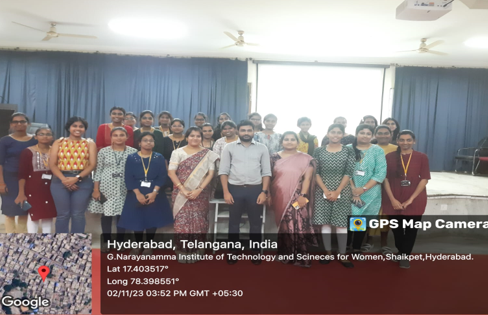 GPS Map Camera
Hyderabad, Telangana, India
G.Narayanamma Institute of Technology and Scineces for Women,Shaikpet,Hyderabad.
Lat 17.403517°
Long 78.398551°
02/11/23 03:52 PM GMT +05:30
Google